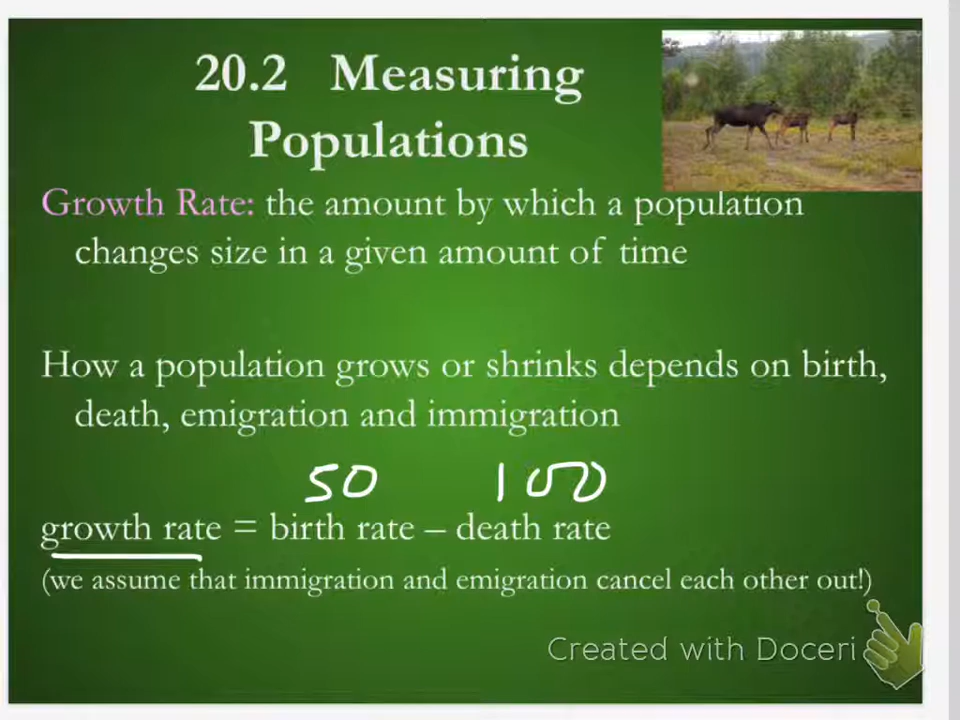 20.2 Measuring
Populations
Growth Rate: the amount by which a population
changes size in a given amount of time
How a population grows or shrinks depends on birth,
death, emigration and immigration
50 100
growth rate = birth rate – death rate
(we assume that immigration and emigration cancel each other out!)
Created with Doceri